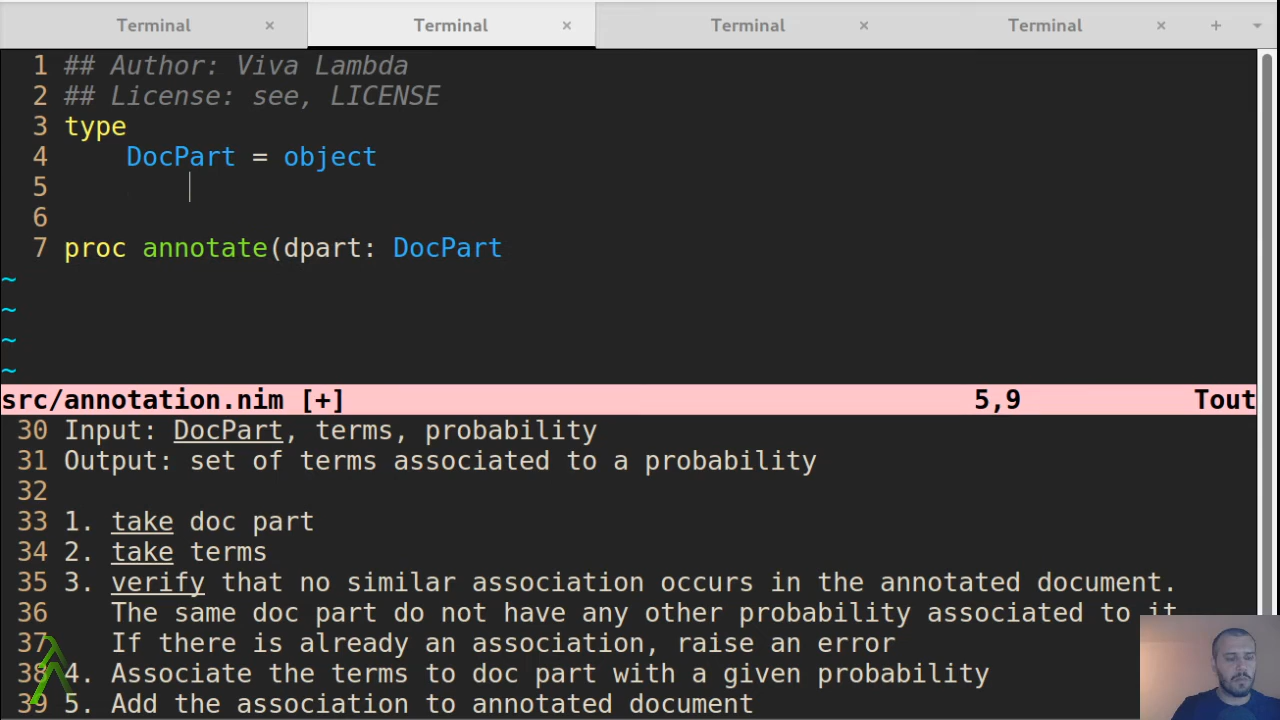 Terminal × Terminal × Terminal × Terminal × +
1 ## Author: Viva Lambda
2 ## License: see, LICENSE
3 type
4 DocPart = object
5
6
7 proc annotate(dpart: DocPart
~
~
~
~
src/annotation.nim [+] 5,9 Tout
30 Input: DocPart, terms, probability
31 Output: set of terms associated to a probability
32
33 1. take doc part
34 2. take terms
35 3. verify that no similar association occurs in the annotated document.
36 The same doc part do not have any other probability associated to it
37 If there is already an association, raise an error
38 4. Associate the terms to doc part with a given probability
39 5. Add the association to annotated document